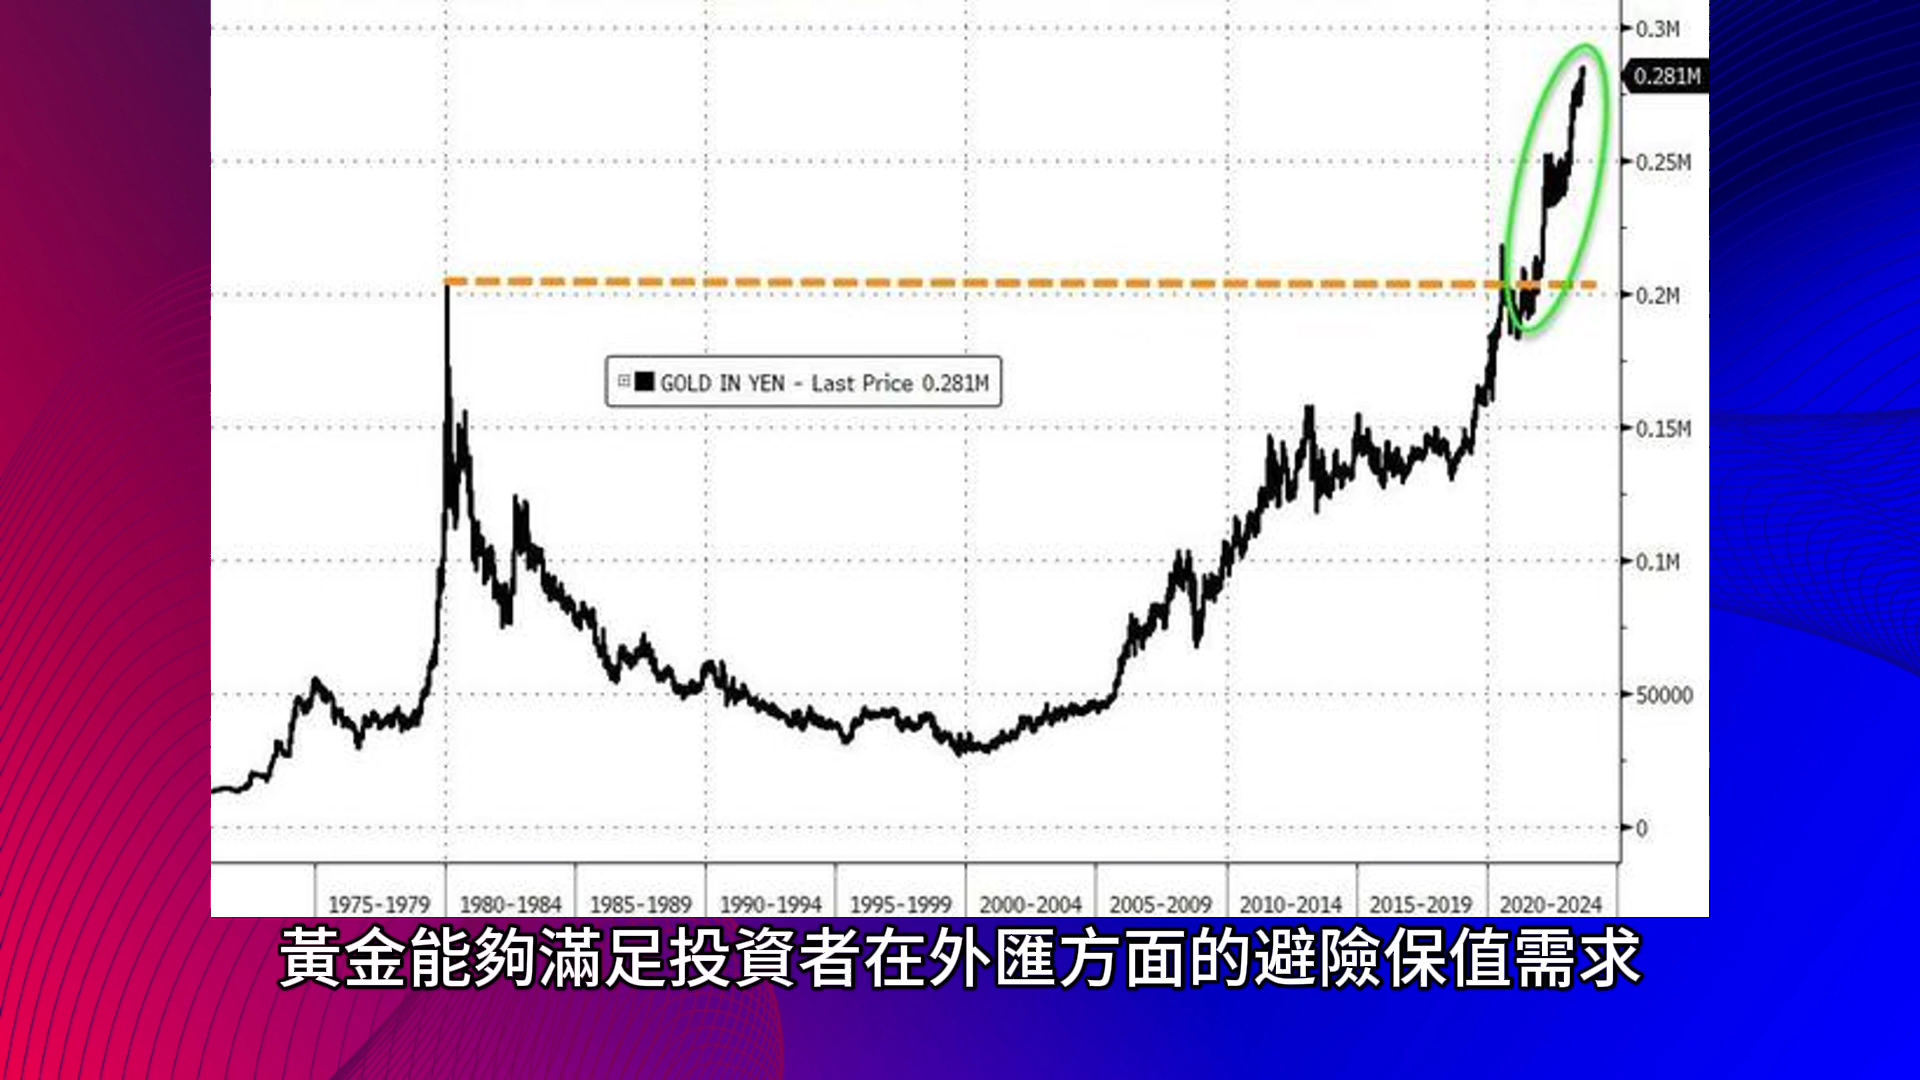 0.3M
0.281M
0.25M
0.2M
GOLD IN YEN - Last Price 0.281M
0.15M
0.1M
50000
0
1975-1979 1980-1984 1985-1989 1990-1994 1995-1999 2000-2004 2005-2009 2010-2014 2015-2019 2020-2024
黃金能夠滿足投資者在外匯方面的避險保值需求